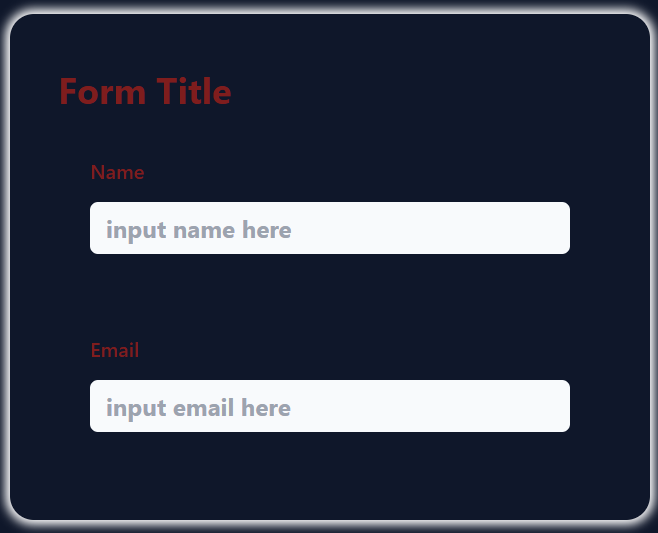 Form Title
Name
input name here
Email
input email here